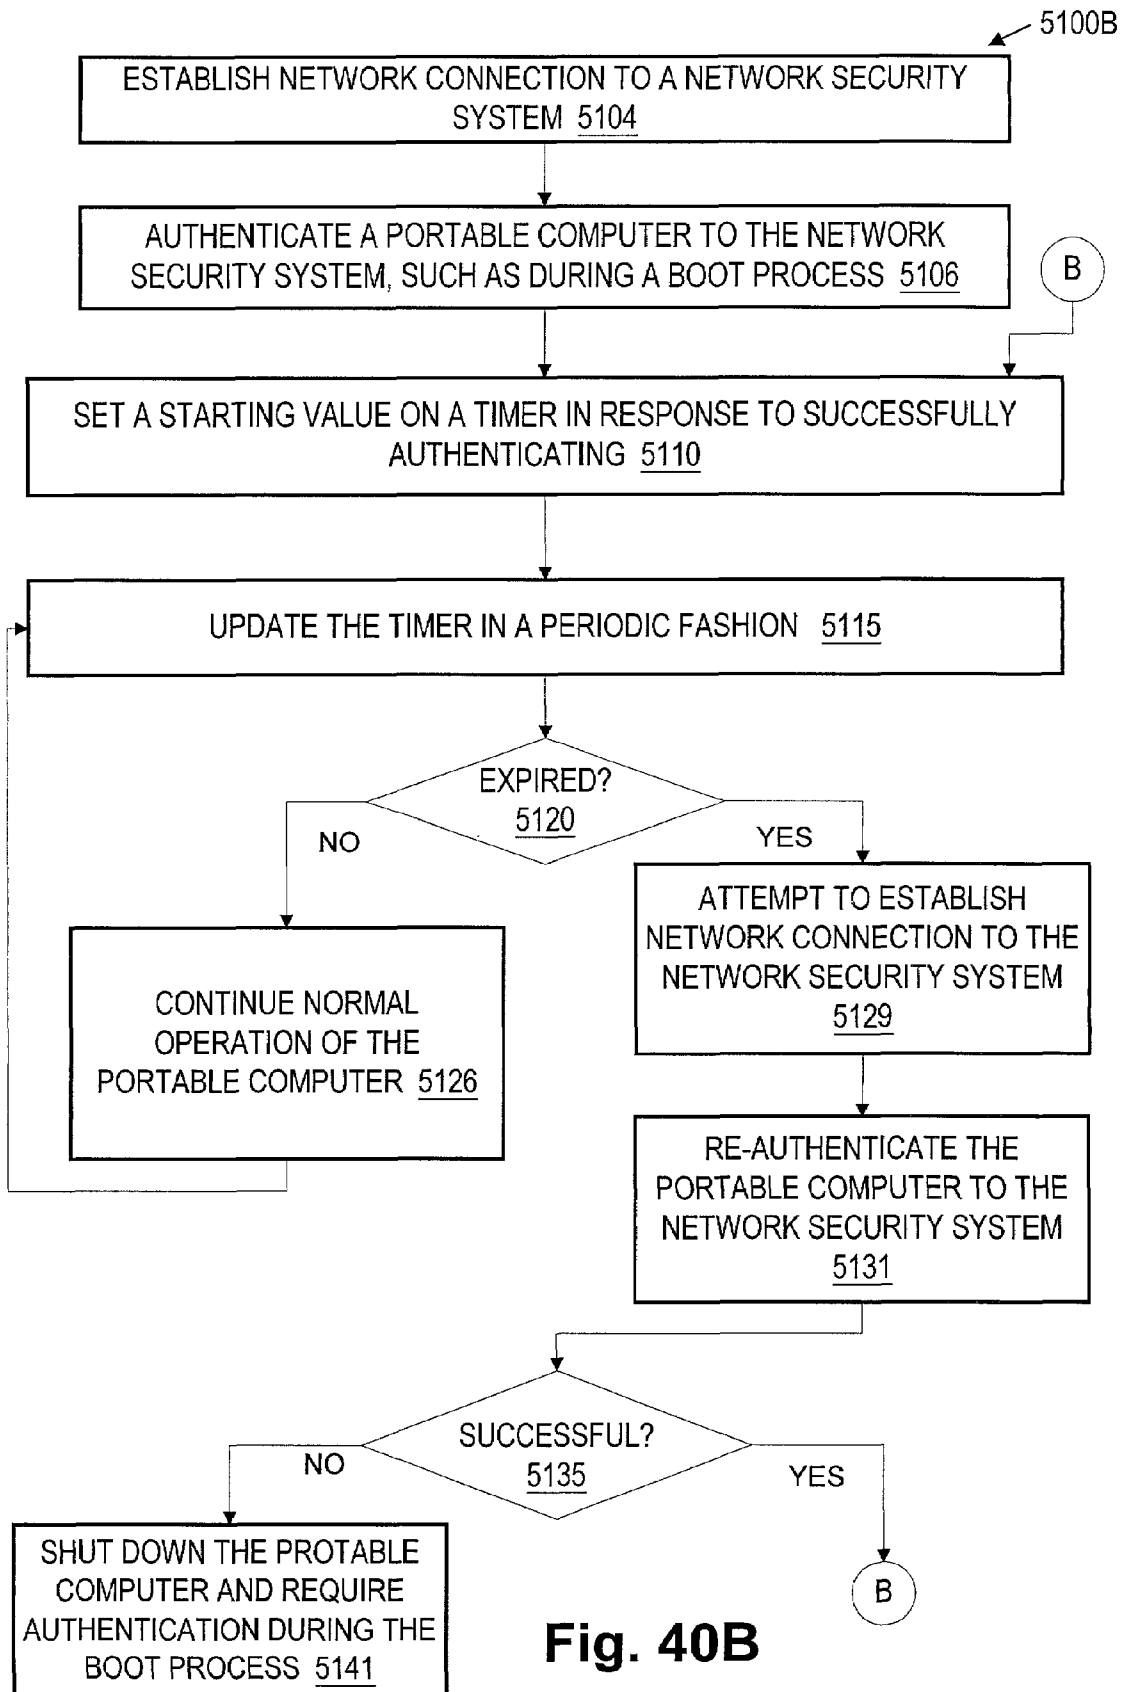 5100B
ESTABLISH NETWORK CONNECTION TO A NETWORK SECURITY
SYSTEM 5104
AUTHENTICATE A PORTABLE COMPUTER TO THE NETWORK
SECURITY SYSTEM, SUCH AS DURING A BOOT PROCESS 5106
B
SET A STARTING VALUE ON A TIMER IN RESPONSE TO SUCCESSFULLY
AUTHENTICATING 5110
UPDATE THE TIMER IN A PERIODIC FASHION 5115
EXPIRED?
5120
NO
YES
CONTINUE NORMAL
OPERATION OF THE
PORTABLE COMPUTER 5126
ATTEMPT TO ESTABLISH
NETWORK CONNECTION TO THE
NETWORK SECURITY SYSTEM
5129
RE-AUTHENTICATE THE
PORTABLE COMPUTER TO THE
NETWORK SECURITY SYSTEM
5131
SUCCESSFUL?
5135
NO
YES
SHUT DOWN THE PROTABLE
COMPUTER AND REQUIRE
AUTHENTICATION DURING THE
BOOT PROCESS 5141
B
Fig. 40B